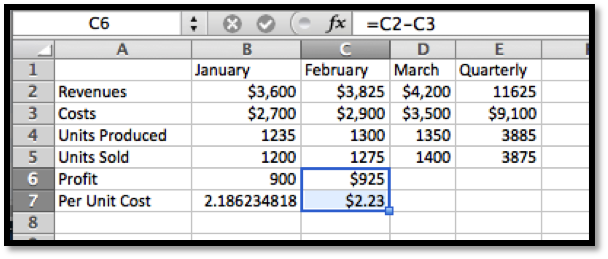 C6 fx =C2-C3
A B C D E
1 January February March Quarterly
2 Revenues $3,600 $3,825 $4,200 11625
3 Costs $2,700 $2,900 $3,500 $9,100
4 Units Produced 1235 1300 1350 3885
5 Units Sold 1200 1275 1400 3875
6 Profit 900 $925
7 Per Unit Cost 2.186234818 $2.23
8